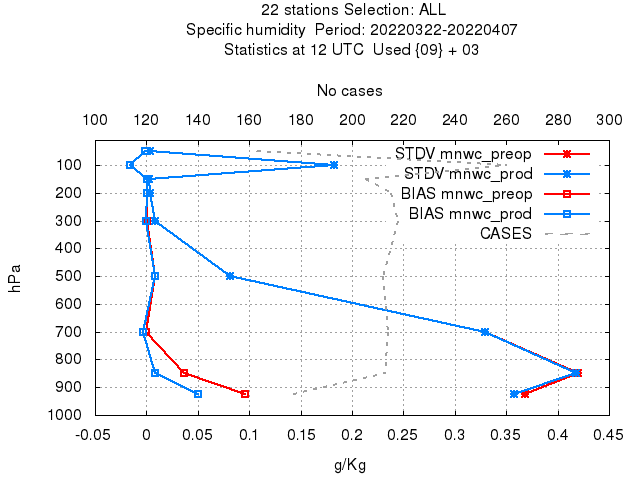 22 stations Selection: ALL
Specific humidity  Period: 20220322-20220407
Statistics at 12 UTC  Used {09} + 03
No cases
100 120 140 160 180 200 220 240 260 280 300
STDV mnwc_preop
STDV mnwc_prod
BIAS mnwc_preop
BIAS mnwc_prod
CASES
100
200
300
400
500
600
700
800
900
1000
hPa
-0.05 0 0.05 0.1 0.15 0.2 0.25 0.3 0.35 0.4 0.45
g/Kg